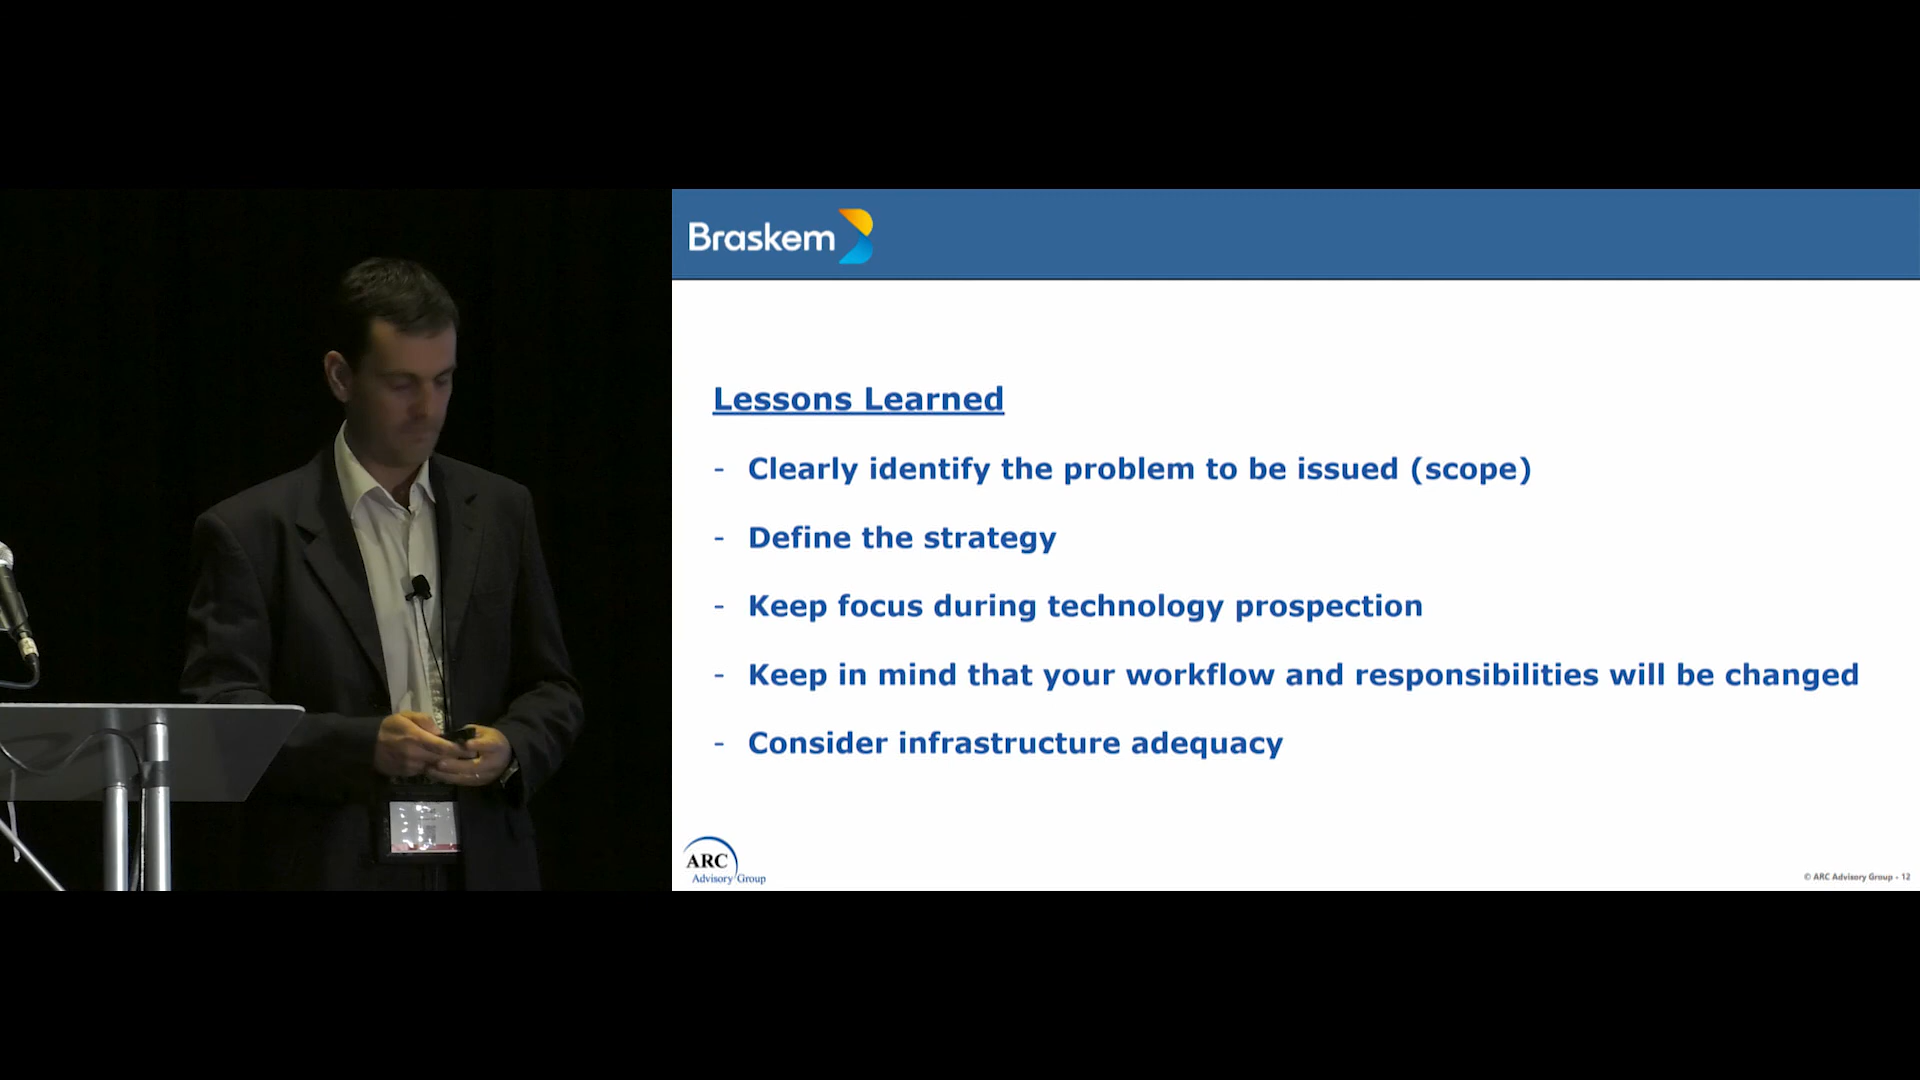 Braskem
Lessons Learned
- Clearly identify the problem to be issued (scope)
- Define the strategy
- Keep focus during technology prospection
- Keep in mind that your workflow and responsibilities will be changed
- Consider infrastructure adequacy
ARC
Advisory Group
© ARC Advisory Group - 12